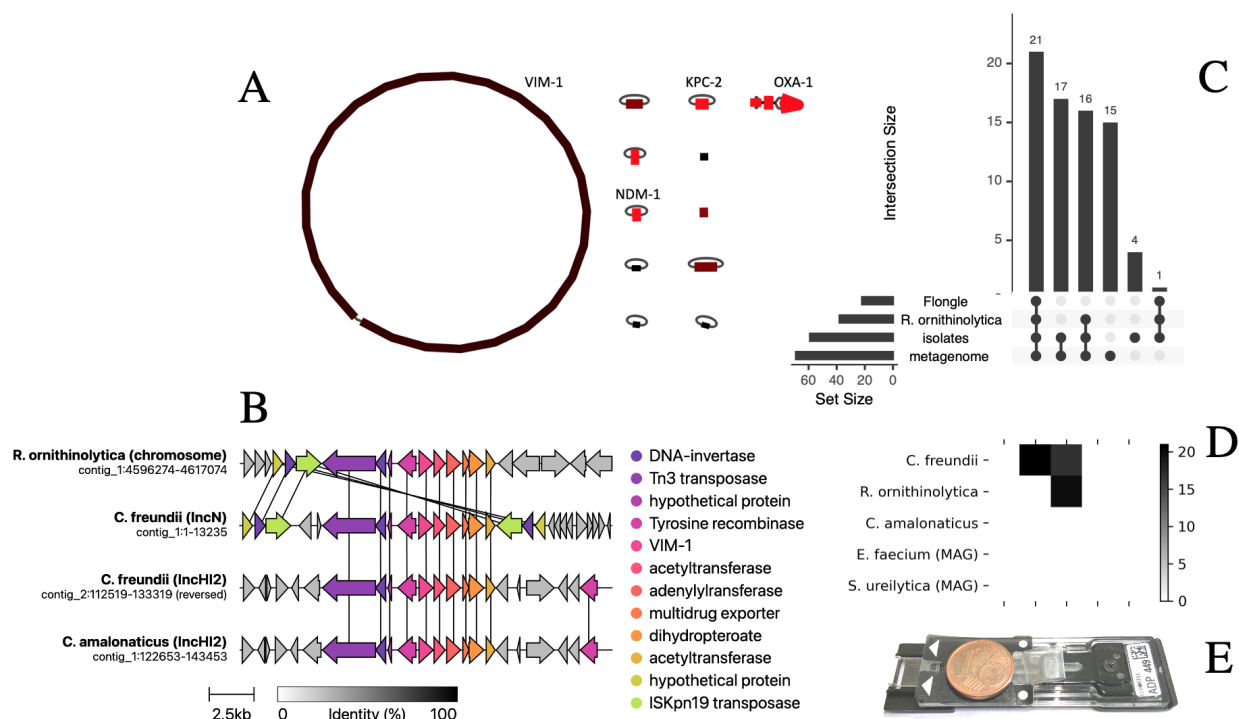 A
VIM-1
KPC-2
OXA-1
NDM-1
C
21
17
16
15
4
1
20
15
10
5
Intersection Size
Flongle
R. ornithinolytica
isolates
metagenome
60 40 20 0
Set Size
B
R. ornithinolytica (chromosome)
contig_1:4596274-4617074
C. freundii (IncN)
contig_1:1-13235
C. freundii (IncHI2)
contig_2:112519-133319 (reversed)
C. amalonaticus (IncHI2)
contig_1:122653-143453
2.5kb
0 Identity (%) 100
DNA-invertase
Tn3 transposase
hypothetical protein
Tyrosine recombinase
VIM-1
acetyltransferase
adenylyltransferase
multidrug exporter
dihydropteroate
acetyltransferase
hypothetical protein
ISKpn19 transposase
D
C. freundii
R. ornithinolytica
C. amalonaticus
E. faecium (MAG)
S. ureilytica (MAG)
20
15
10
5
0
E
ADP 449